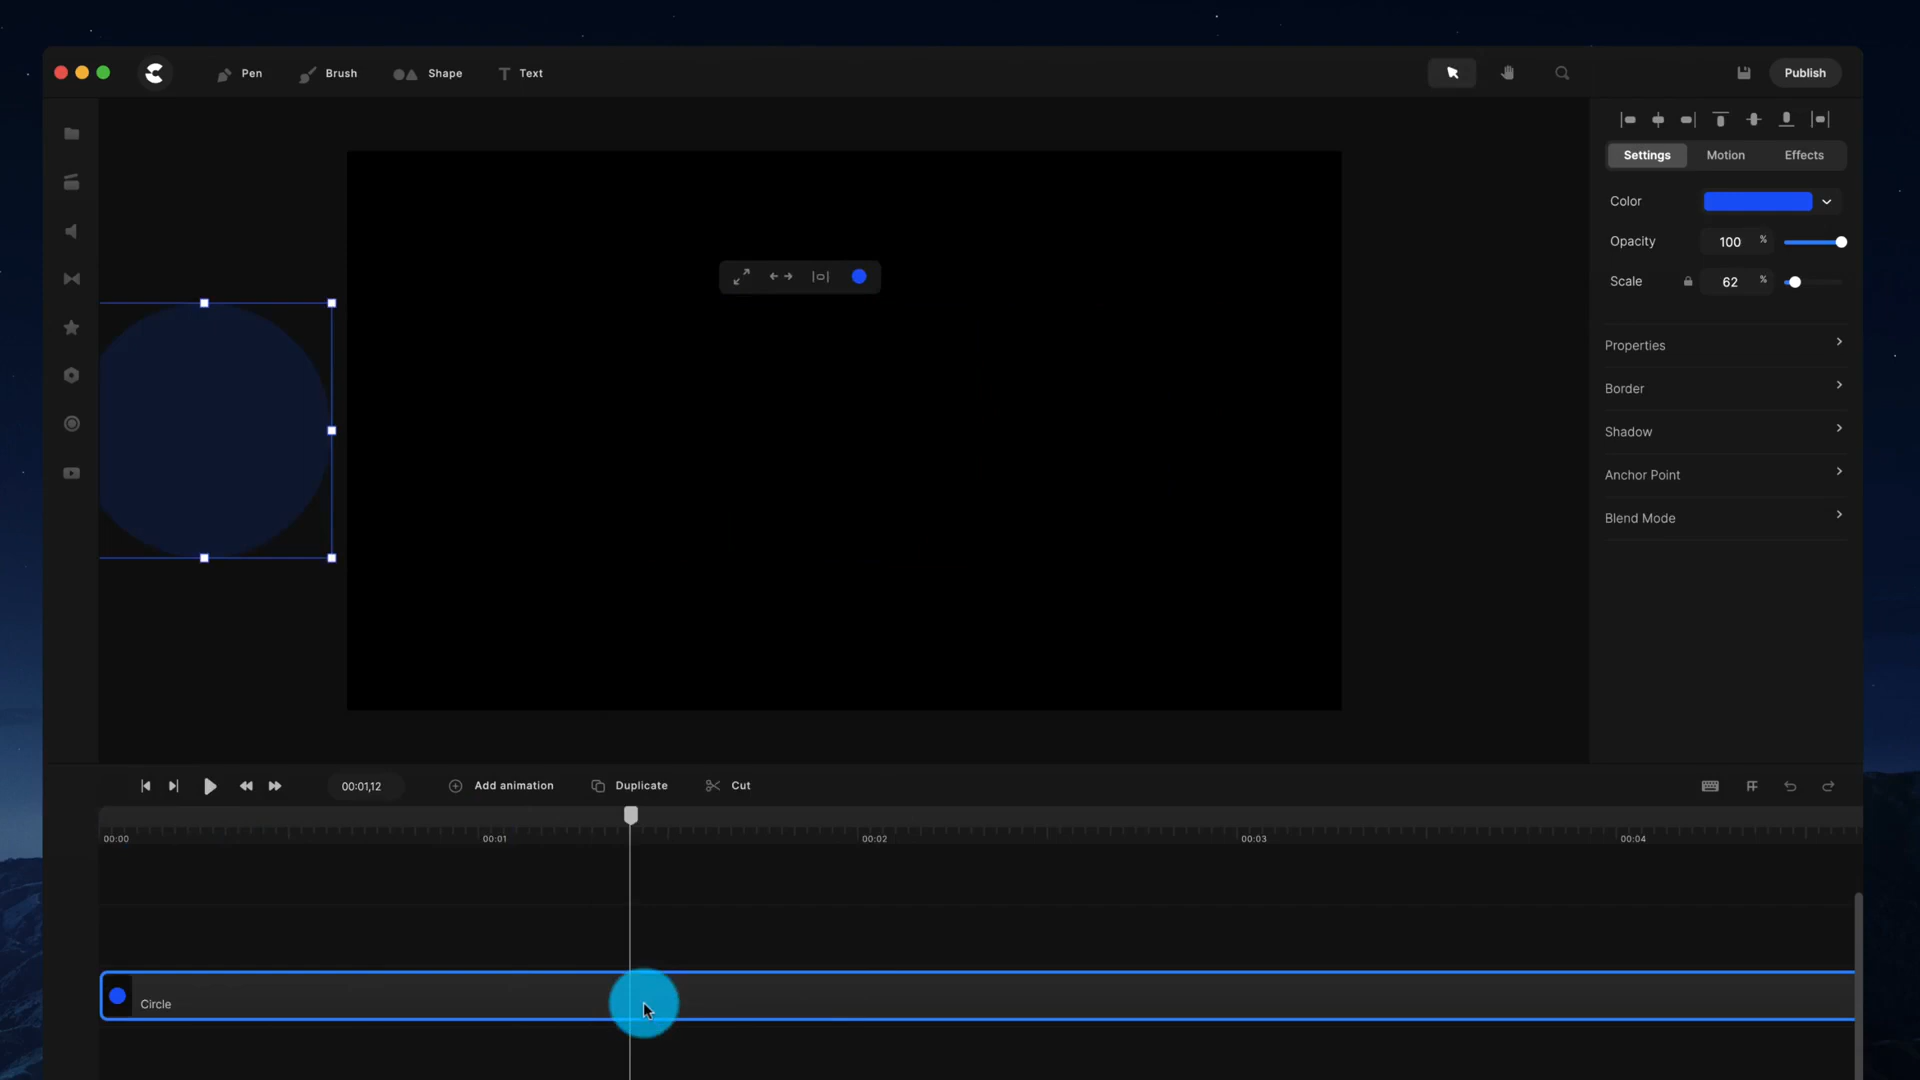 Pen
Brush
Shape
Text
Publish
Settings
Motion
Effects
Color
Opacity
100 %
Scale
62 %
Properties
Border
Shadow
Anchor Point
Blend Mode
00:01,12
Add animation
Duplicate
Cut
00:00
00:01
00:02
00:03
00:04
Circle